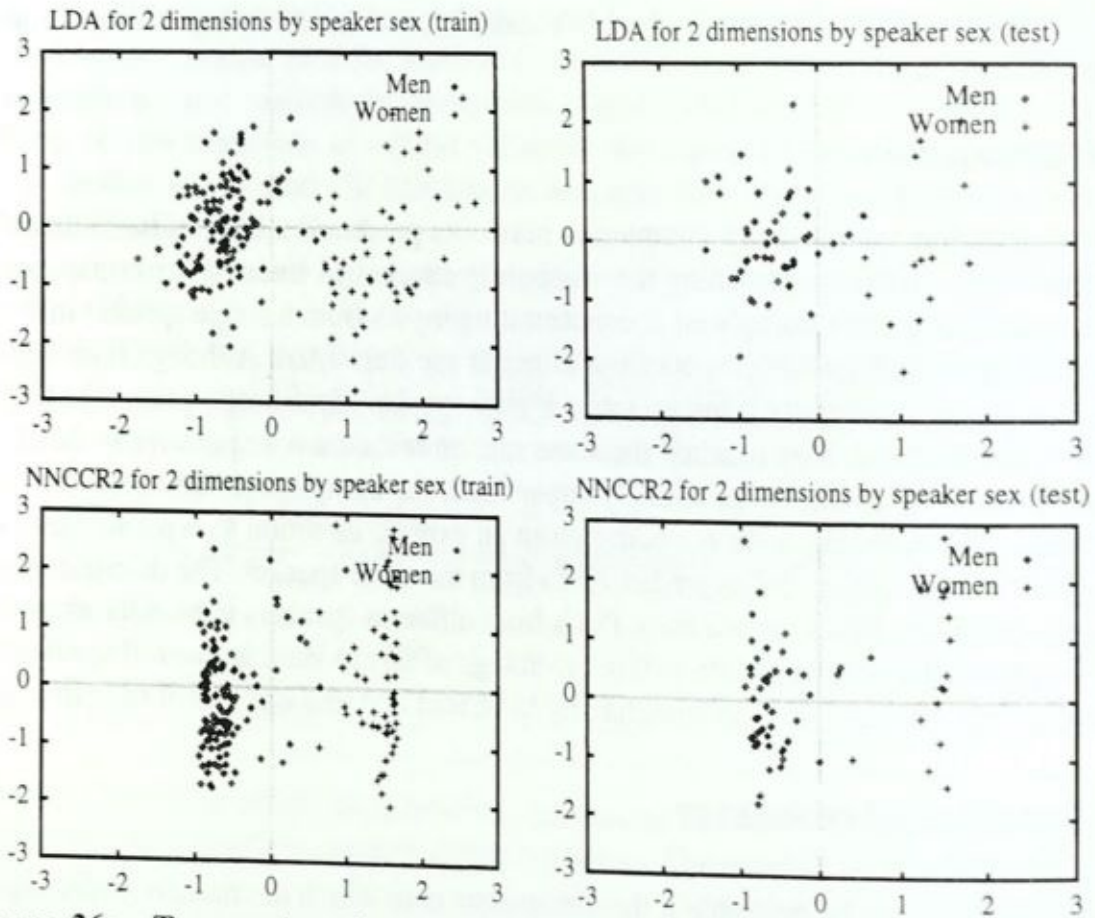 LDA for 2 dimensions by speaker sex (train)
3
2
1
0
-1
-2
-3
Men
Women
-3 -2 -1 0 1 2 3
LDA for 2 dimensions by speaker sex (test)
3
2
1
0
-1
-2
-3
Men
Women
-3 -2 -1 0 1 2 3
NNCCR2 for 2 dimensions by speaker sex (train)
3
2
1
0
-1
-2
-3
Men
Women
-3 -2 -1 0 1 2 3
NNCCR2 for 2 dimensions by speaker sex (test)
3
2
1
0
-1
-2
-3
Men
Women
-3 -2 -1 0 1 2 3